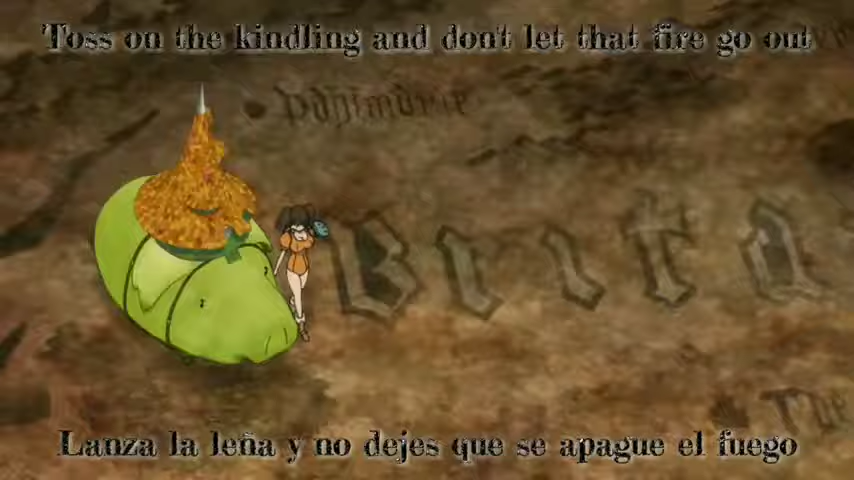 Toss on the kindling and don't let that fire go out
Brita
Lanza la leña y no dejes que se apague el fuego